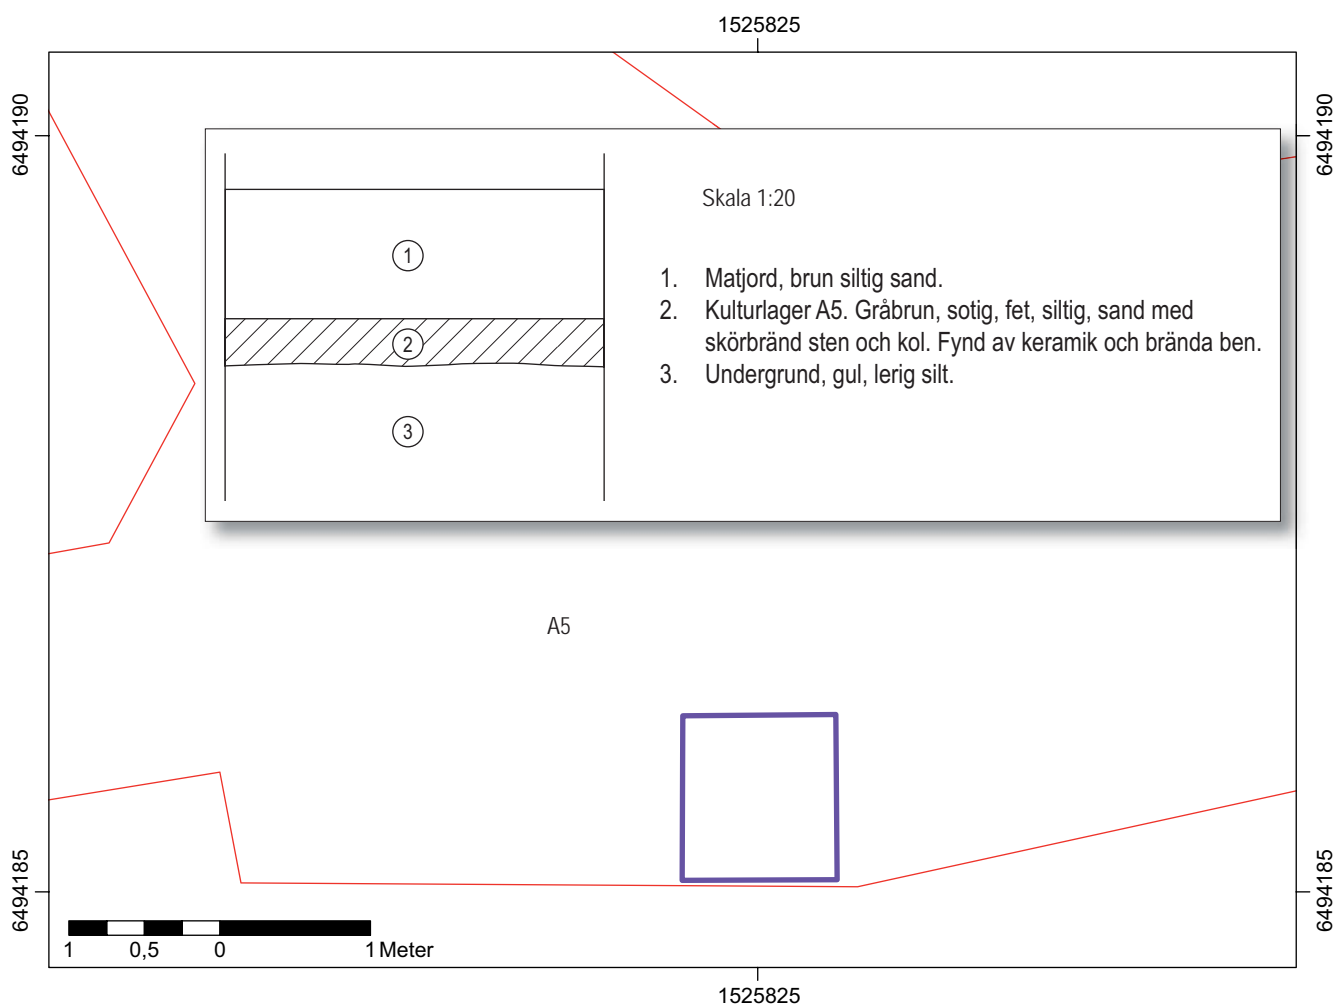 1525825
6494190
6494190
Skala 1:20
1
2
3
1. Matjord, brun siltig sand.
2. Kulturlager A5. Gråbrun, sotig, fet, siltig, sand med
skörbränd sten och kol. Fynd av keramik och brända ben.
3. Undergrund, gul, lerig silt.
A5
6494185
6494185
1 0,5 0 1 Meter
1525825